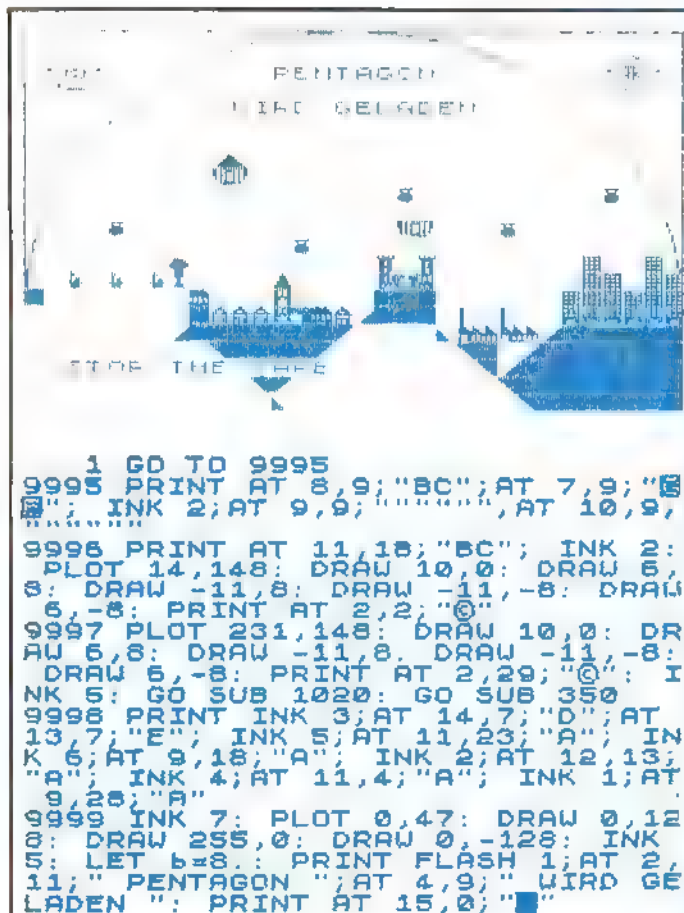 PENTAGON
WIRD GELADEN
STOP THE TAPE
1 GO TO 9995
9995 PRINT AT 8,9;"BC";AT 7,9;"
"; INK 2;AT 9,9;"""""""",AT 10,9,
"""""""
9996 PRINT AT 11,18;"BC"; INK 2:
PLOT 14,148: DRAW 10,0: DRAW 6,
8: DRAW -11,8: DRAW -11,-8: DRAW
6,-8: PRINT AT 2,2;"©"
9997 PLOT 231,148: DRAW 10,0: DR
AW 6,8: DRAW -11,8. DRAW -11,-8:
DRAW 6,-8: PRINT AT 2,29;"©": I
NK 5: GO SUB 1020: GO SUB 350
9998 PRINT INK 3;AT 14,7;"D";AT
13,7;"E"; INK 5;AT 11,23;"A"; IN
K 6;AT 9,18;"A"; INK 2;AT 12,13;
"A"; INK 4;AT 11,4;"A"; INK 1;AT
9,28;"A"
9999 INK 7: PLOT 0,47: DRAW 0,12
8: DRAW 255,0: DRAW 0,-128: INK
5: LET b=8.: PRINT FLASH 1;AT 2,
11;" PENTAGON ";AT 4,9;" WIRD GE
LADEN ": PRINT AT 15,0;"█"